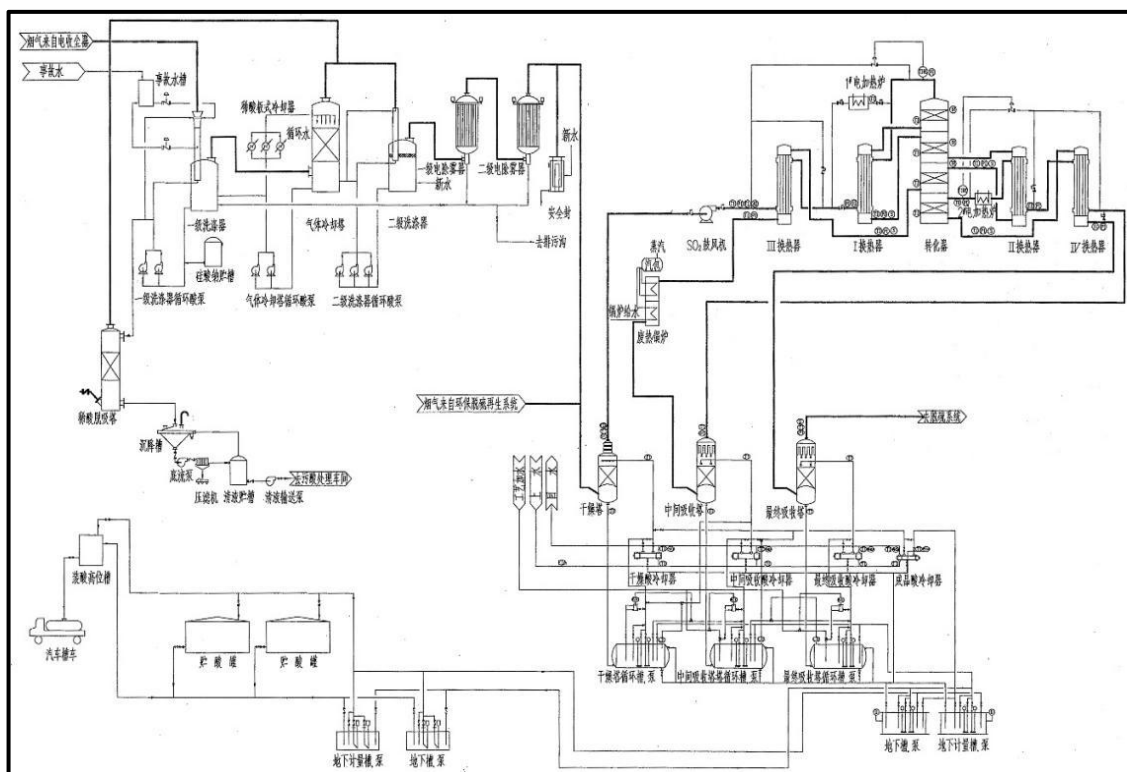 烟气来自电收尘器
事故水
事故水槽
稀酸板式冷却器
循环水
一级电除雾器
二级电除雾器
新水
新水
安全封
一级洗涤器
气体冷却塔
二级洗涤器
去排污沟
硅酸钠贮槽
一级洗涤器循环酸泵
气体冷却塔循环酸泵
二级洗涤器循环酸泵
1#电加热炉
2#电加热炉
SO₂鼓风机
III换热器
I换热器
转化器
II换热器
IV换热器
蒸汽
汽包
锅炉给水
废热锅炉
稀酸脱吸塔
沉降槽
底流泵
压滤机
清液贮槽
清液输送泵
去污酸处理车间
烟气来自环保脱硫再生系统
去脱硫系统
干燥塔
中间吸收塔
最终吸收塔
干燥酸冷却器
中间吸收酸冷却器
最终吸收酸冷却器
成品酸冷却器
汽车槽车
贮酸罐
贮酸罐
干燥塔循环槽、泵
中间吸收塔循环槽、泵
最终吸收塔循环槽、泵
地下计量槽、泵
地下槽、泵
地下槽、泵
地下计量槽、泵